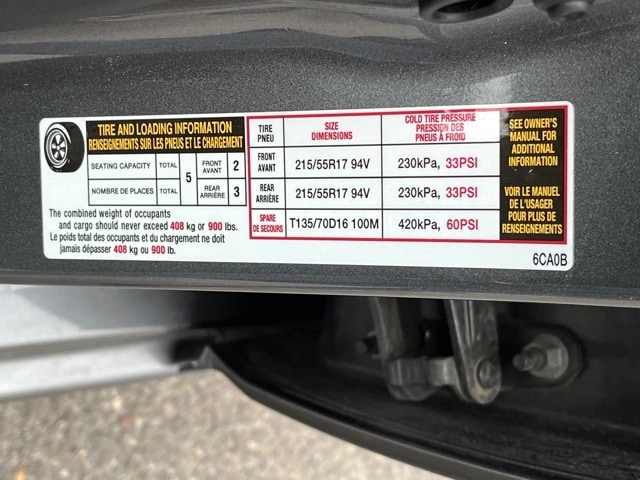 TIRE AND LOADING INFORMATION
RENSEIGNEMENTS SUR LES PNEUS ET LE CHARGEMENT
SEATING CAPACITY TOTAL 5 FRONT AVANT 2
NOMBRE DE PLACES TOTAL REAR ARRIÈRE 3
The combined weight of occupants
and cargo should never exceed 408 kg or 900 lbs.
Le poids total des occupants et du chargement ne doit
jamais dépasser 408 kg ou 900 lb.
TIRE
PNEU
SIZE
DIMENSIONS
COLD TIRE PRESSURE
PRESSION DES
PNEUS À FROID
FRONT
AVANT
215/55R17 94V 230kPa, 33PSI
REAR
ARRIÈRE
215/55R17 94V 230kPa, 33PSI
SPARE
DE SECOURS
T135/70D16 100M 420kPa, 60PSI
SEE OWNER'S
MANUAL FOR
ADDITIONAL
INFORMATION
VOIR LE MANUEL
DE L'USAGER
POUR PLUS DE
RENSEIGNEMENTS
6CA0B